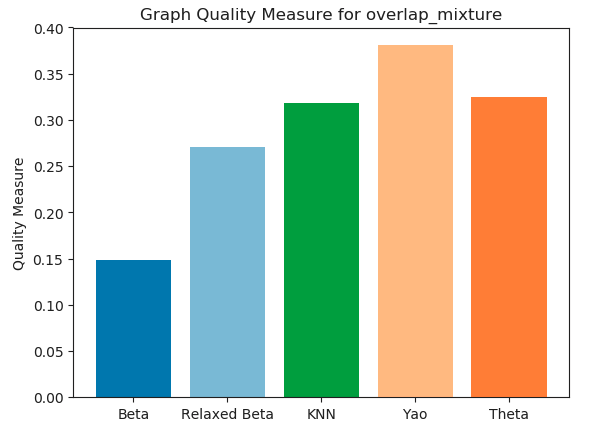 Graph Quality Measure for overlap_mixture
Quality Measure
0.40
0.35
0.30
0.25
0.20
0.15
0.10
0.05
0.00
Beta
Relaxed Beta
KNN
Yao
Theta